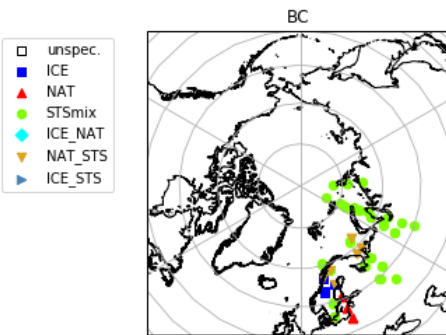 BC
unspec.
ICE
NAT
STSmix
ICE_NAT
NAT_STS
ICE_STS